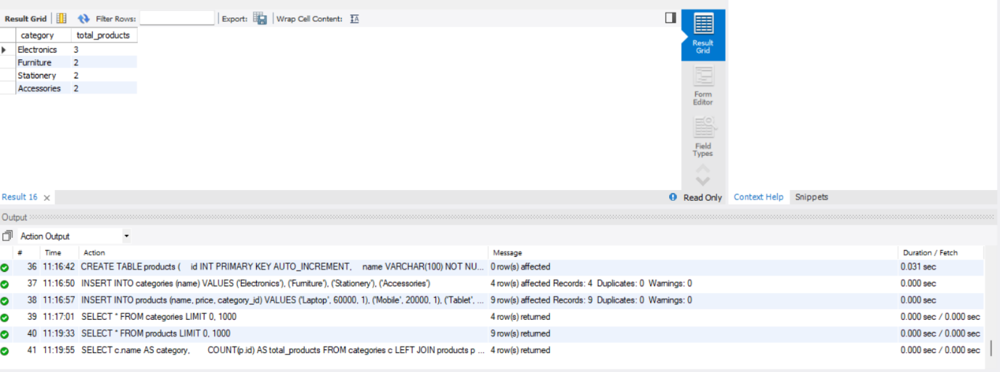 Result Grid Filter Rows: Export: Wrap Cell Content:
category total_products
Electronics 3
Furniture 2
Stationery 2
Accessories 2
Result Grid
Form Editor
Field Types
Result 16 Read Only Context Help Snippets
Output
Action Output
# Time Action Message Duration / Fetch
36 11:16:42 CREATE TABLE products ( id INT PRIMARY KEY AUTO_INCREMENT, name VARCHAR(100) NOT NU... 0 row(s) affected 0.031 sec
37 11:16:50 INSERT INTO categories (name) VALUES ('Electronics'), ('Furniture'), ('Stationery'), ('Accessories') 4 row(s) affected Records: 4 Duplicates: 0 Warnings: 0 0.000 sec
38 11:16:57 INSERT INTO products (name, price, category_id) VALUES ('Laptop', 60000, 1), ('Mobile', 20000, 1), ('Tablet', ... 9 row(s) affected Records: 9 Duplicates: 0 Warnings: 0 0.000 sec
39 11:17:01 SELECT * FROM categories LIMIT 0, 1000 4 row(s) returned 0.000 sec / 0.000 sec
40 11:19:33 SELECT * FROM products LIMIT 0, 1000 9 row(s) returned 0.000 sec / 0.000 sec
41 11:19:55 SELECT c.name AS category, COUNT(p.id) AS total_products FROM categories c LEFT JOIN products p ... 4 row(s) returned 0.000 sec / 0.000 sec